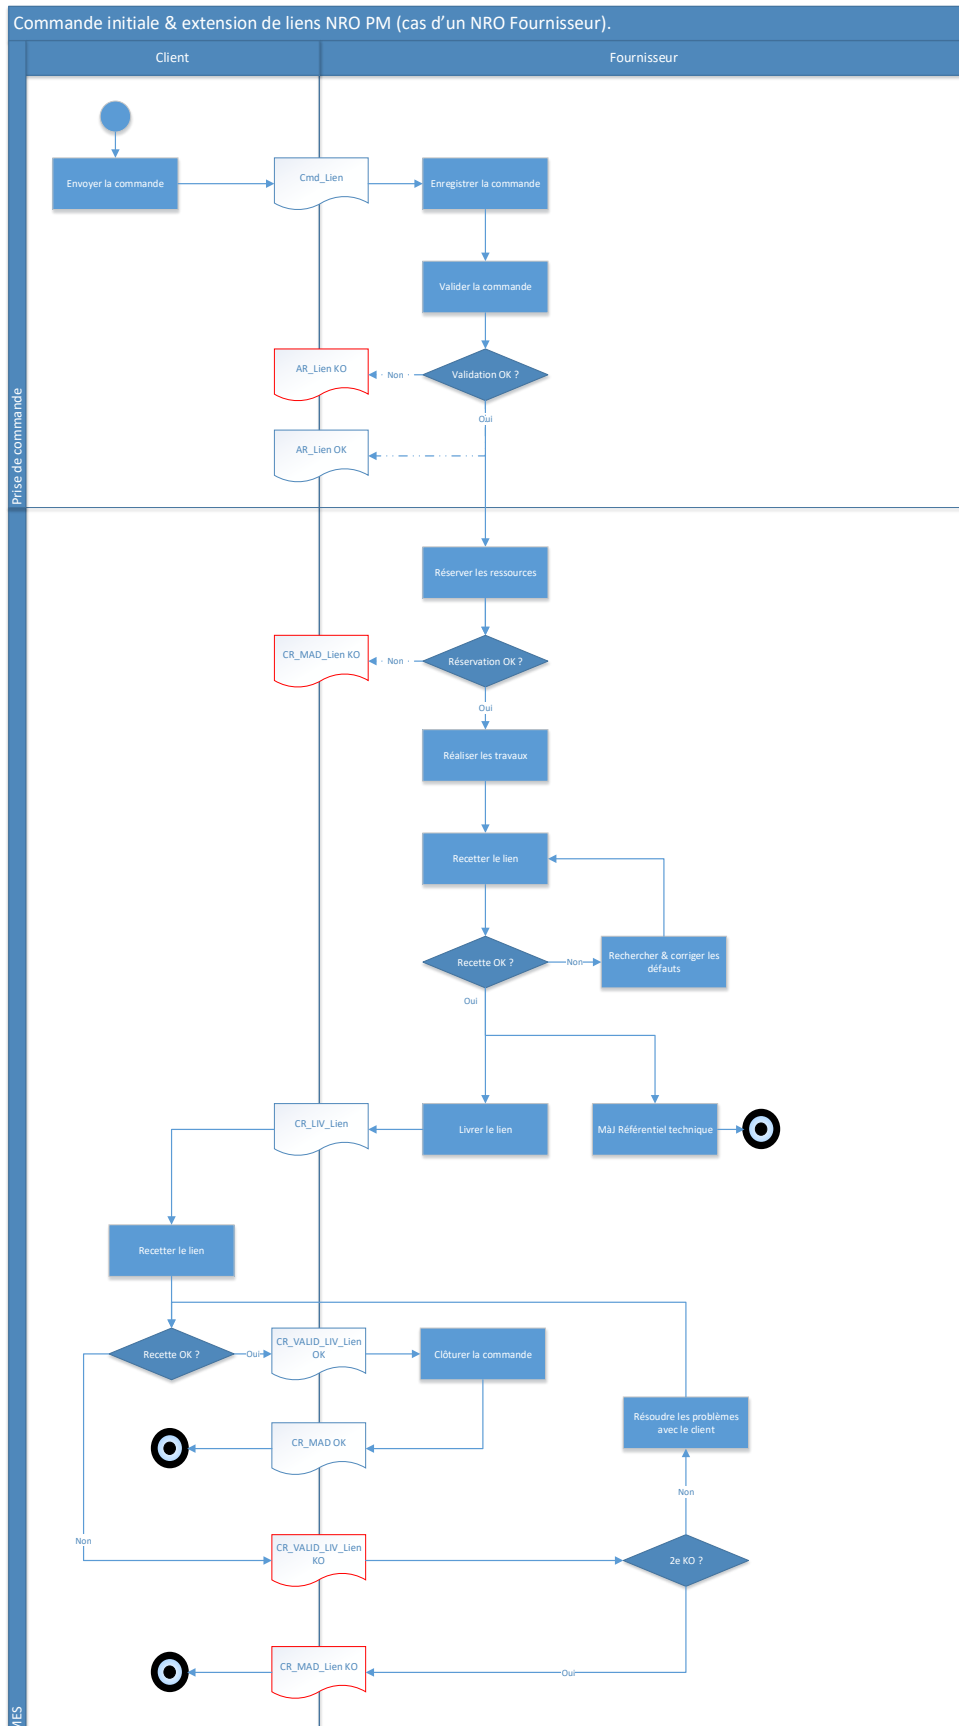 Commande initiale & extension de liens NRO PM (cas d'un NRO Fournisseur).
Client
Fournisseur
Prise de commande
Envoyer la commande
Cmd_Lien
Enregistrer la commande
Valider la commande
AR_Lien KO
Non
Validation OK ?
Oui
AR_Lien OK
Réserver les ressources
CR_MAD_Lien KO
Non
Réservation OK ?
Oui
Réaliser les travaux
Recetter le lien
Recette OK ?
Non
Rechercher & corriger les
défauts
Oui
CR_LIV_Lien
Livrer le lien
MàJ Référentiel technique
Recetter le lien
Recette OK ?
Oui
CR_VALID_LIV_Lien
OK
Clôturer la commande
Résoudre les problèmes
avec le client
CR_MAD OK
Non
Non
CR_VALID_LIV_Lien
KO
2e KO ?
CR_MAD_Lien KO
Oui
MES